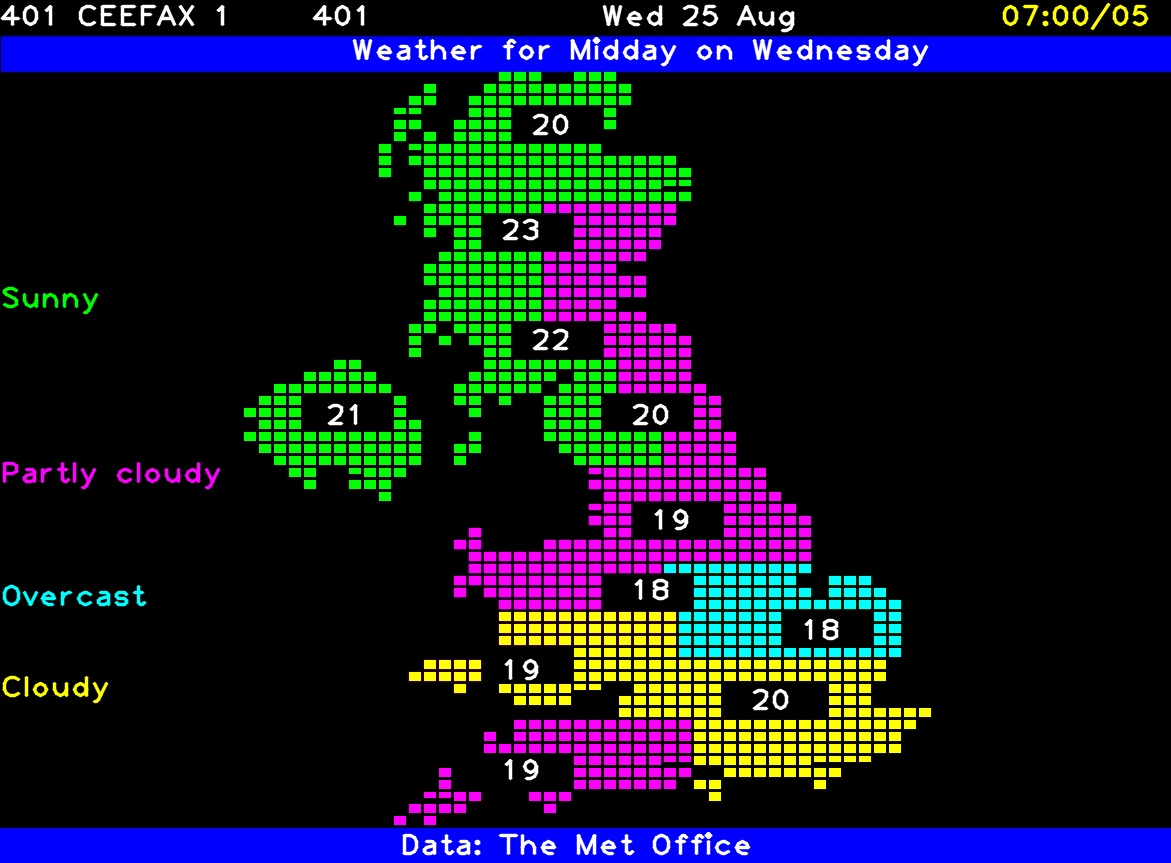 401 CEEFAX 1 401 Wed 25 Aug 07:00/05
Weather for Midday on Wednesday
20
23
Sunny
22
21 20
Partly cloudy
19
18
Overcast
18
19
Cloudy
20
19
Data: The Met Office